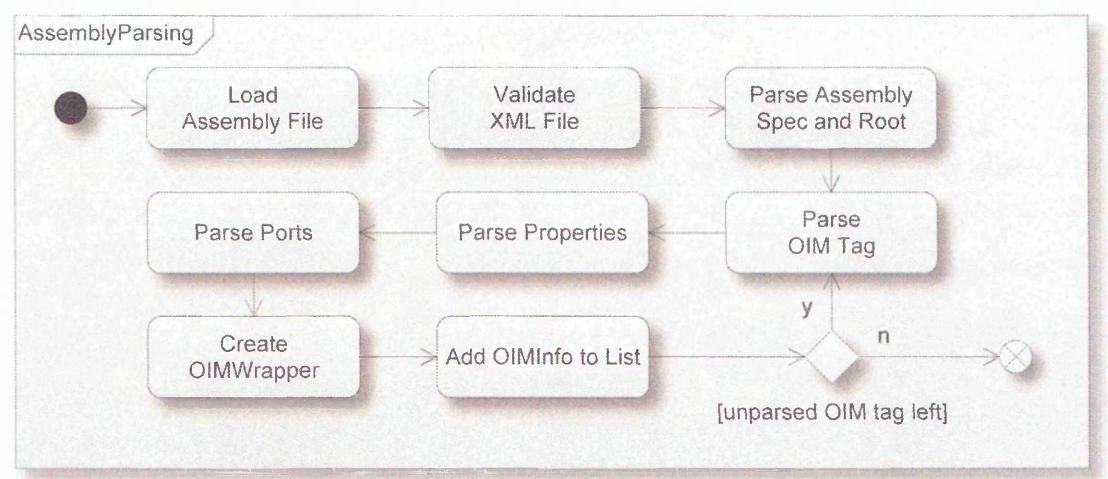 AssemblyParsing
Load
Assembly File
Validate
XML File
Parse Assembly
Spec and Root
Parse Ports
Parse Properties
Parse
OIM Tag
Create
OIMWrapper
Add OIMInfo to List
y
n
[unparsed OIM tag left]